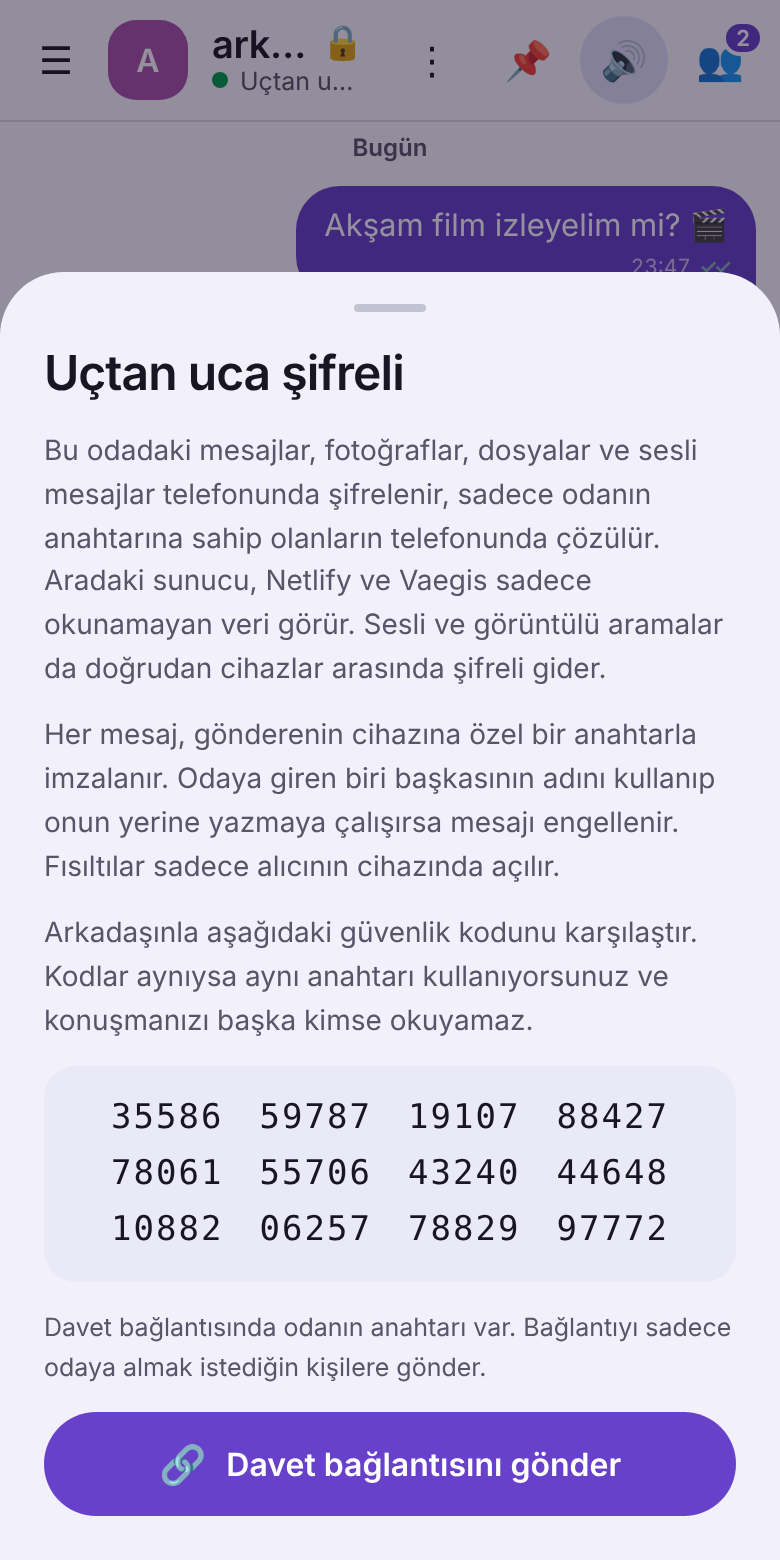 A
ark...
Uçtan u...
2
Bugün
Akşam film izleyelim mi? 🎬
23:47
Uçtan uca şifreli
Bu odadaki mesajlar, fotoğraflar, dosyalar ve sesli
mesajlar telefonunda şifrelenir, sadece odanın
anahtarına sahip olanların telefonunda çözülür.
Aradaki sunucu, Netlify ve Vaegis sadece
okunamayan veri görür. Sesli ve görüntülü aramalar
da doğrudan cihazlar arasında şifreli gider.
Her mesaj, gönderenin cihazına özel bir anahtarla
imzalanır. Odaya giren biri başkasının adını kullanıp
onun yerine yazmaya çalışırsa mesajı engellenir.
Fısıltılar sadece alıcının cihazında açılır.
Arkadaşınla aşağıdaki güvenlik kodunu karşılaştır.
Kodlar aynıysa aynı anahtarı kullanıyorsunuz ve
konuşmanızı başka kimse okuyamaz.
35586 59787 19107 88427
78061 55706 43240 44648
10882 06257 78829 97772
Davet bağlantısında odanın anahtarı var. Bağlantıyı sadece
odaya almak istediğin kişilere gönder.
Davet bağlantısını gönder